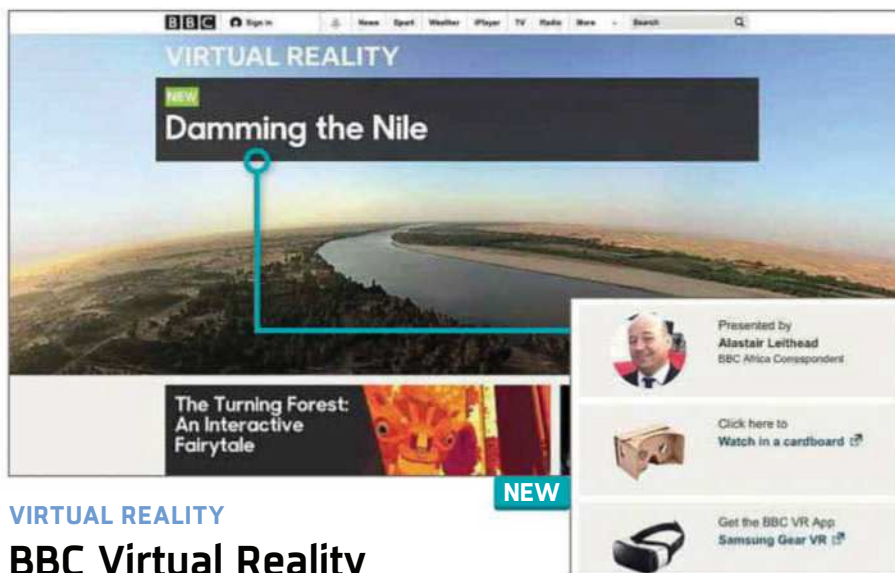 BBC Sign in News Sport Weather iPlayer TV Radio More Search
VIRTUAL REALITY
NEW
Damming the Nile
The Turning Forest:
An Interactive
Fairytale
Presented by
Alastair Leithead
BBC Africa Correspondent
Click here to
Watch in a cardboard
Get the BBC VR App
Samsung Gear VR
NEW
VIRTUAL REALITY
BBC Virtual Reality